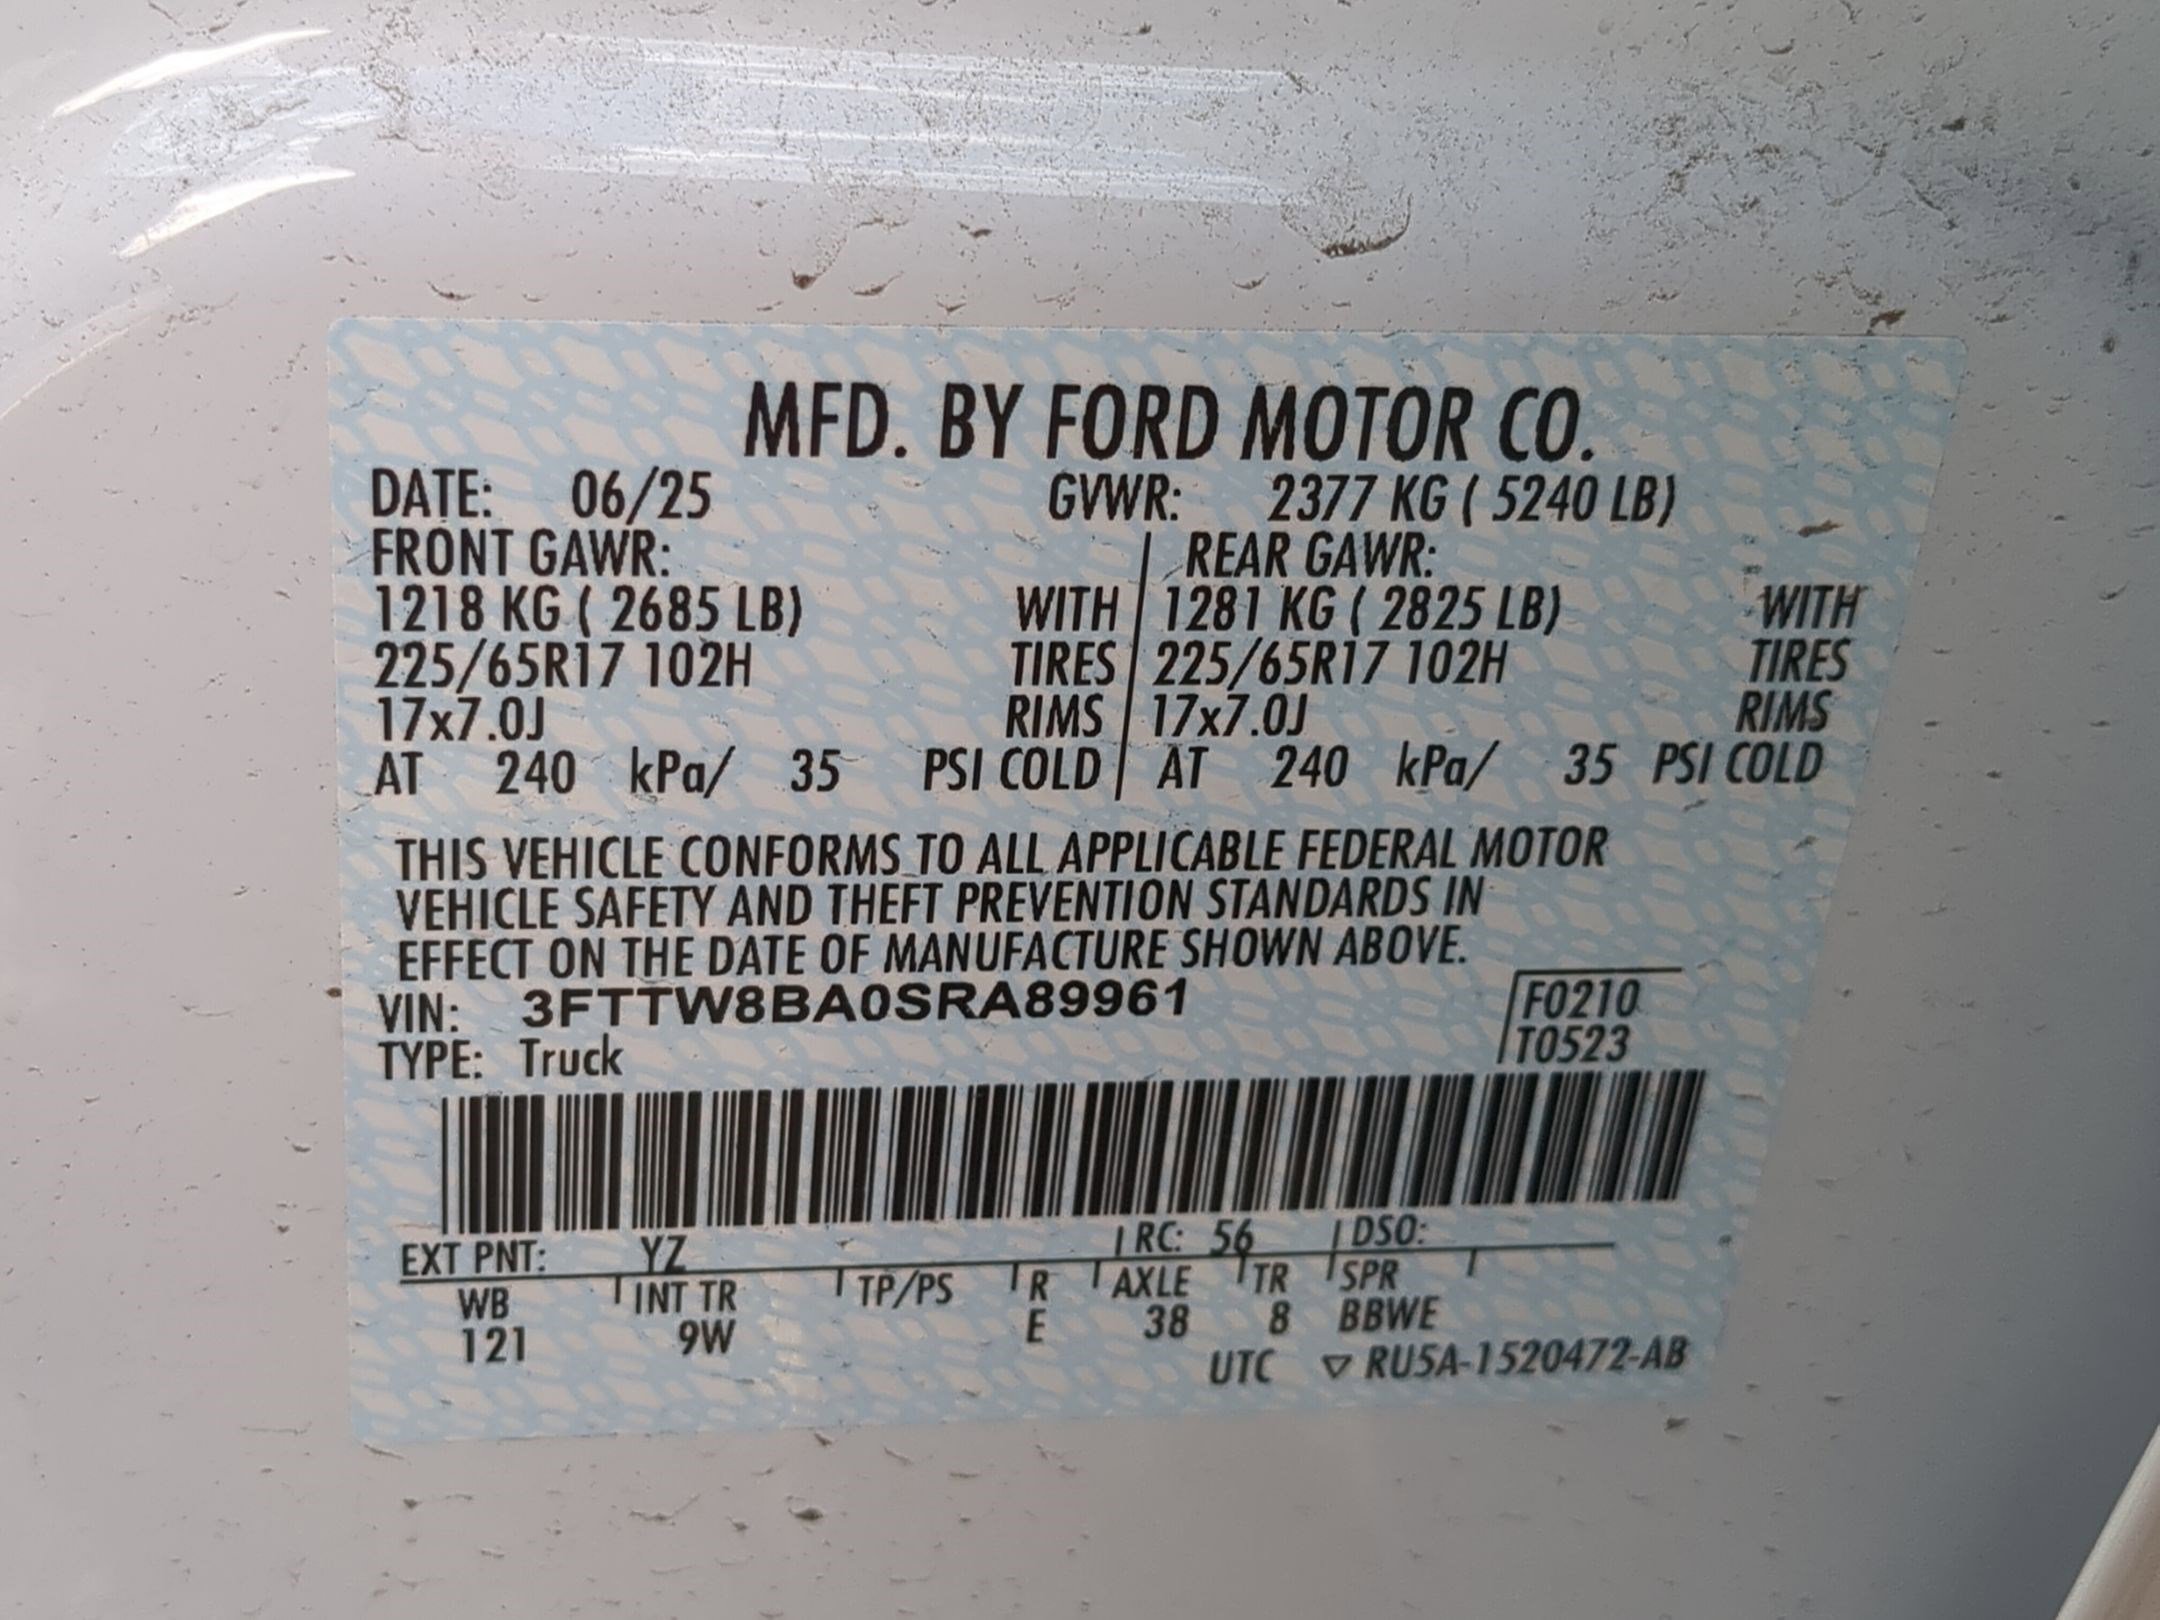 MFD. BY FORD MOTOR CO.
DATE: 06/25 GVWR: 2377 KG ( 5240 LB)
FRONT GAWR: REAR GAWR:
1218 KG ( 2685 LB) WITH 1281 KG ( 2825 LB) WITH
225/65R17 102H TIRES 225/65R17 102H TIRES
17x7.0J RIMS 17x7.0J RIMS
AT 240 kPa/ 35 PSI COLD AT 240 kPa/ 35 PSI COLD
THIS VEHICLE CONFORMS TO ALL APPLICABLE FEDERAL MOTOR
VEHICLE SAFETY AND THEFT PREVENTION STANDARDS IN
EFFECT ON THE DATE OF MANUFACTURE SHOWN ABOVE.
VIN: 3FTTW8BA0SRA89961 F0210
TYPE: Truck T0523
EXT PNT: YZ RC: 56 DSO:
WB INT TR TP/PS R AXLE TR SPR
121 9W E 38 8 BBWE
UTC ▽ RU5A-1520472-AB